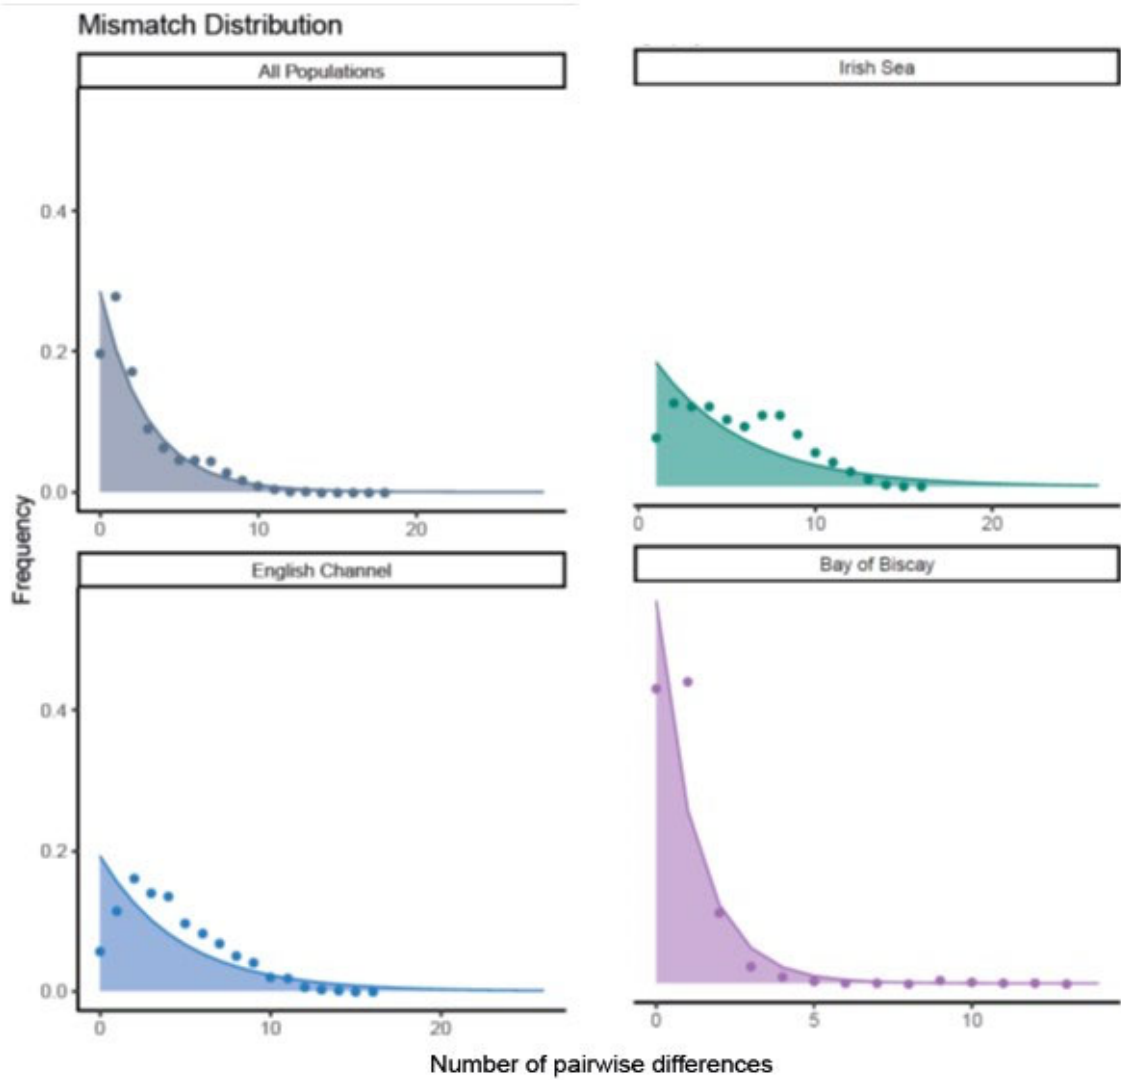 Mismatch Distribution
All Populations
0.4
0.2
0.0
0 10 20
Irish Sea
0 10 20
Frequency
English Channel
0.4
0.2
0.0
0 10 20
Bay of Biscay
0 5 10
Number of pairwise differences